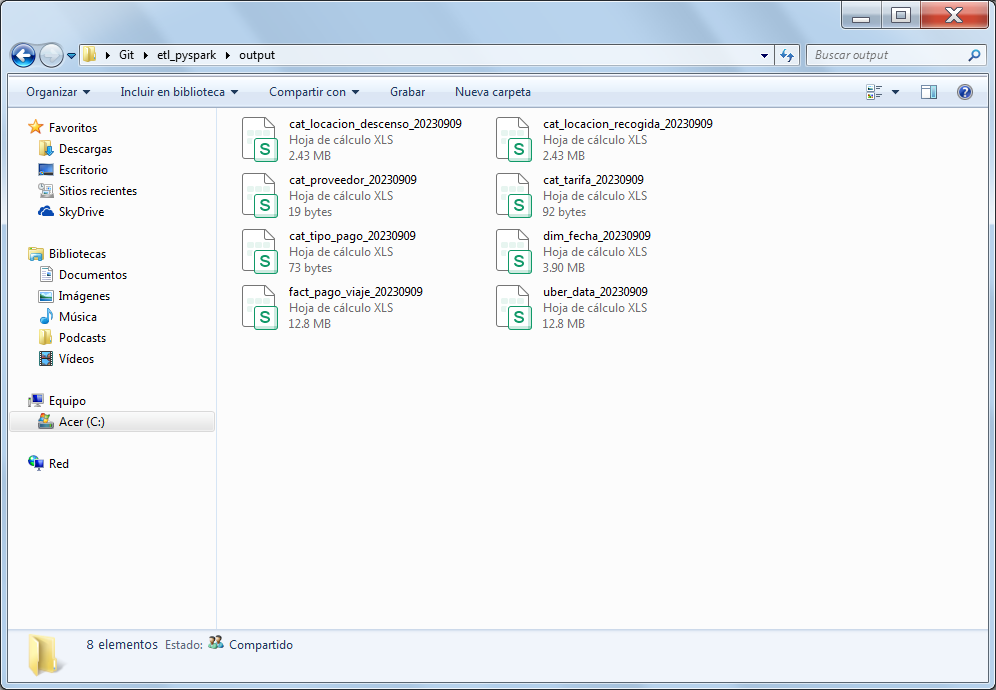 Git etl_pyspark output
Buscar output
Organizar Incluir en biblioteca Compartir con Grabar Nueva carpeta
Favoritos
Descargas
Escritorio
Sitios recientes
SkyDrive
Bibliotecas
Documentos
Imágenes
Música
Podcasts
Vídeos
Equipo
Acer (C:)
Red
cat_locacion_descenso_20230909
Hoja de cálculo XLS
2.43 MB
cat_locacion_recogida_20230909
Hoja de cálculo XLS
2.43 MB
cat_proveedor_20230909
Hoja de cálculo XLS
19 bytes
cat_tarifa_20230909
Hoja de cálculo XLS
92 bytes
cat_tipo_pago_20230909
Hoja de cálculo XLS
73 bytes
dim_fecha_20230909
Hoja de cálculo XLS
3.90 MB
fact_pago_viaje_20230909
Hoja de cálculo XLS
12.8 MB
uber_data_20230909
Hoja de cálculo XLS
12.8 MB
8 elementos Estado: Compartido